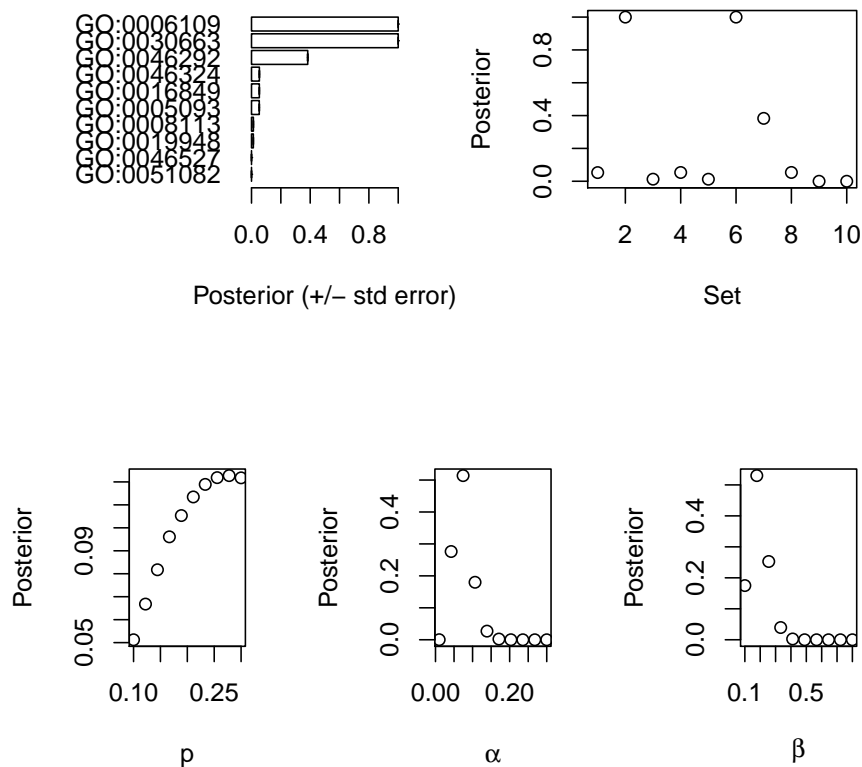 GO:0006109
GO:0030663
GO:0046292
GO:0046324
GO:0016849
GO:0005093
GO:0008113
GO:0019948
GO:0046527
GO:0051082
0.0 0.4 0.8
Posterior (+/− std error)
Posterior
0.0 0.4 0.8
2 4 6 8 10
Set
Posterior
0.05 0.09
0.10 0.25
p
Posterior
0.0 0.2 0.4
0.00 0.20
α
Posterior
0.0 0.2 0.4
0.1 0.5
β